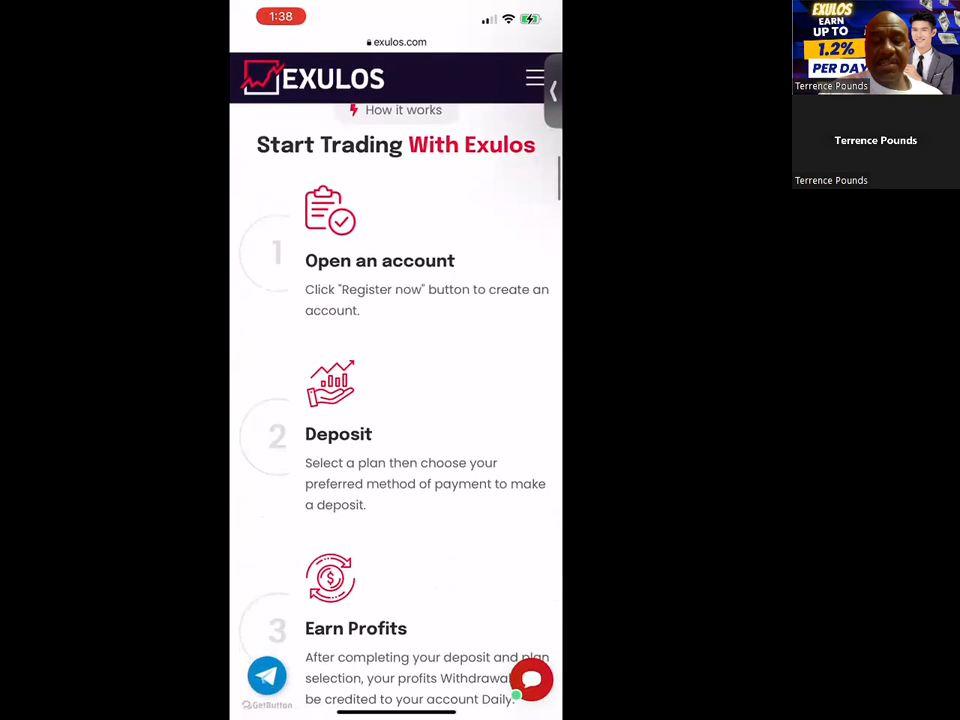 1:38
exulos.com
EXULOS
How it works
Start Trading With Exulos
1
Open an account
Click "Register now" button to create an
account.
2
Deposit
Select a plan then choose your
preferred method of payment to make
a deposit.
3
Earn Profits
After completing your deposit and plan
selection, your profits Withdrawa
be credited to your account Daily.
GetButton
EXULOS
EARN
UP TO
1.2%
PER DAY
Terrence Pounds
Terrence Pounds
Terrence Pounds